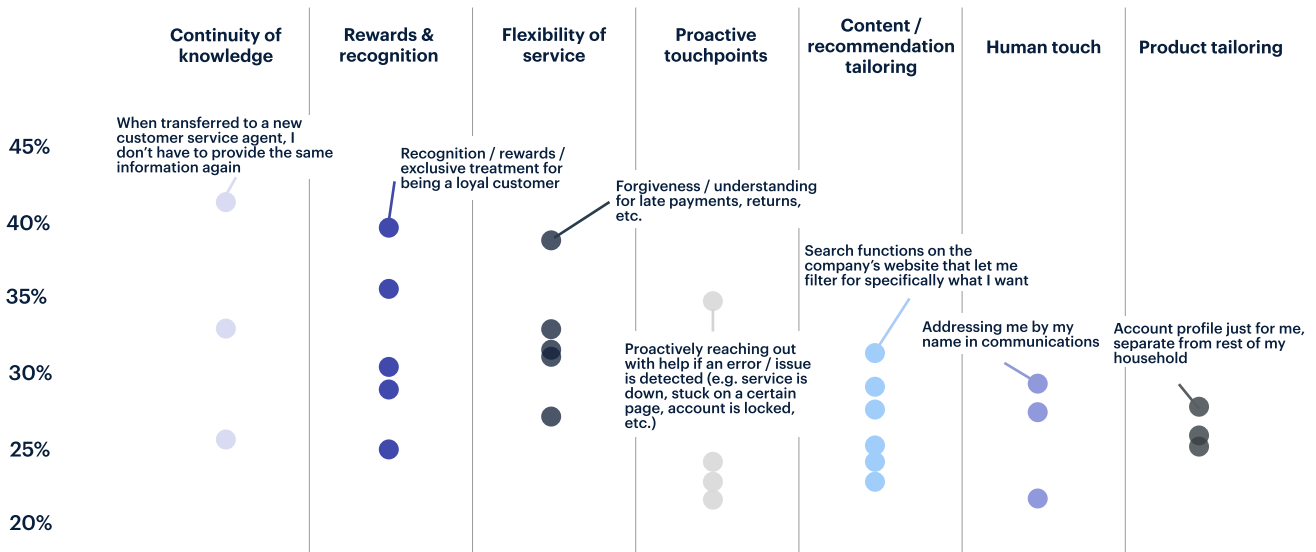 Continuity of
knowledge
Rewards &
recognition
Flexibility of
service
Proactive
touchpoints
Content /
recommendation
tailoring
Human touch
Product tailoring
45%
40%
35%
30%
25%
20%
When transferred to a new
customer service agent, I
don’t have to provide the same
information again
Recognition / rewards /
exclusive treatment for
being a loyal customer
Forgiveness / understanding
for late payments, returns,
etc.
Proactively reaching out
with help if an error / issue
is detected (e.g. service is
down, stuck on a certain
page, account is locked,
etc.)
Search functions on the
company’s website that let me
filter for specifically what I want
Addressing me by my
name in communications
Account profile just for me,
separate from rest of my
household